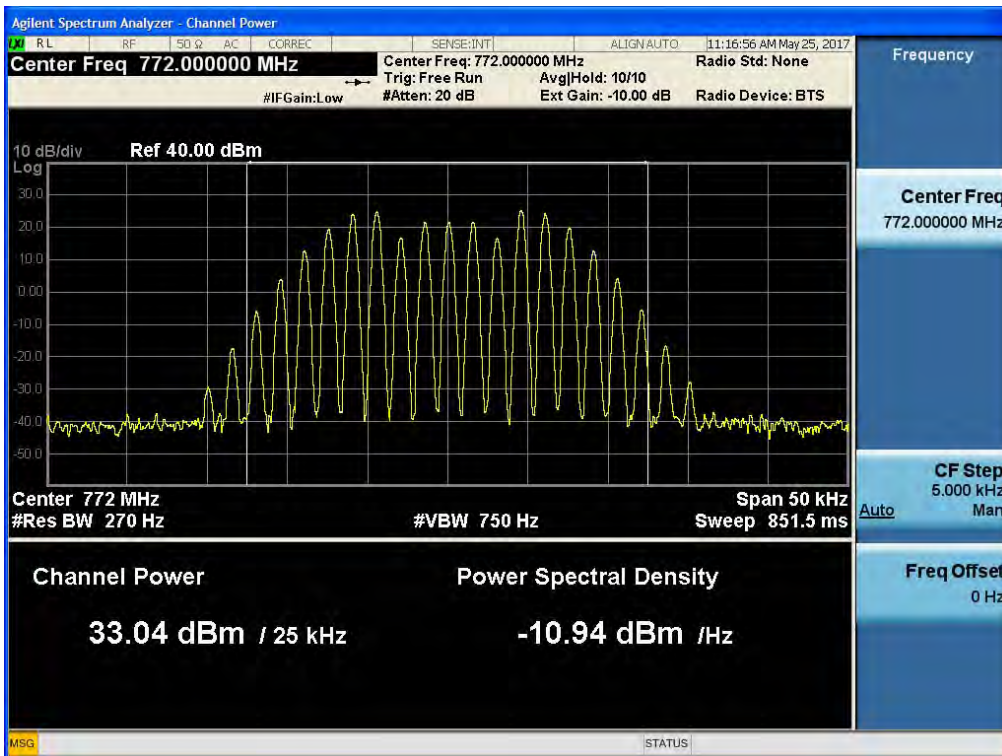 Agilent Spectrum Analyzer - Channel Power
LXI RL RF 50 Ω AC CORREC SENSE:INT ALIGN AUTO 11:16:56 AM May 25, 2017
Center Freq 772.000000 MHz
Center Freq: 772.000000 MHz
Radio Std: None
Trig: Free Run
Avg|Hold: 10/10
#IFGain:Low
#Atten: 20 dB
Ext Gain: -10.00 dB
Radio Device: BTS
10 dB/div
Ref 40.00 dBm
Log
30.0
20.0
10.0
0.00
-10.0
-20.0
-30.0
-40.0
-50.0
Center 772 MHz
Span 50 kHz
#Res BW 270 Hz
#VBW 750 Hz
Sweep 851.5 ms
Channel Power
Power Spectral Density
33.04 dBm / 25 kHz
-10.94 dBm /Hz
Frequency
Center Freq
772.000000 MHz
CF Step
5.000 kHz
Auto Man
Freq Offset
0 Hz
MSG
STATUS